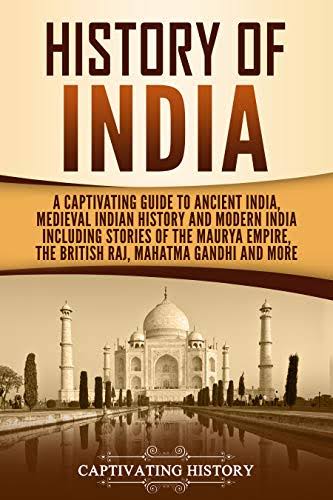 HISTORY OF
INDIA
A CAPTIVATING GUIDE TO ANCIENT INDIA,
MEDIEVAL INDIAN HISTORY AND MODERN INDIA
INCLUDING STORIES OF THE MAURYA EMPIRE,
THE BRITISH RAJ, MAHATMA GANDHI AND MORE
CAPTIVATING HISTORY